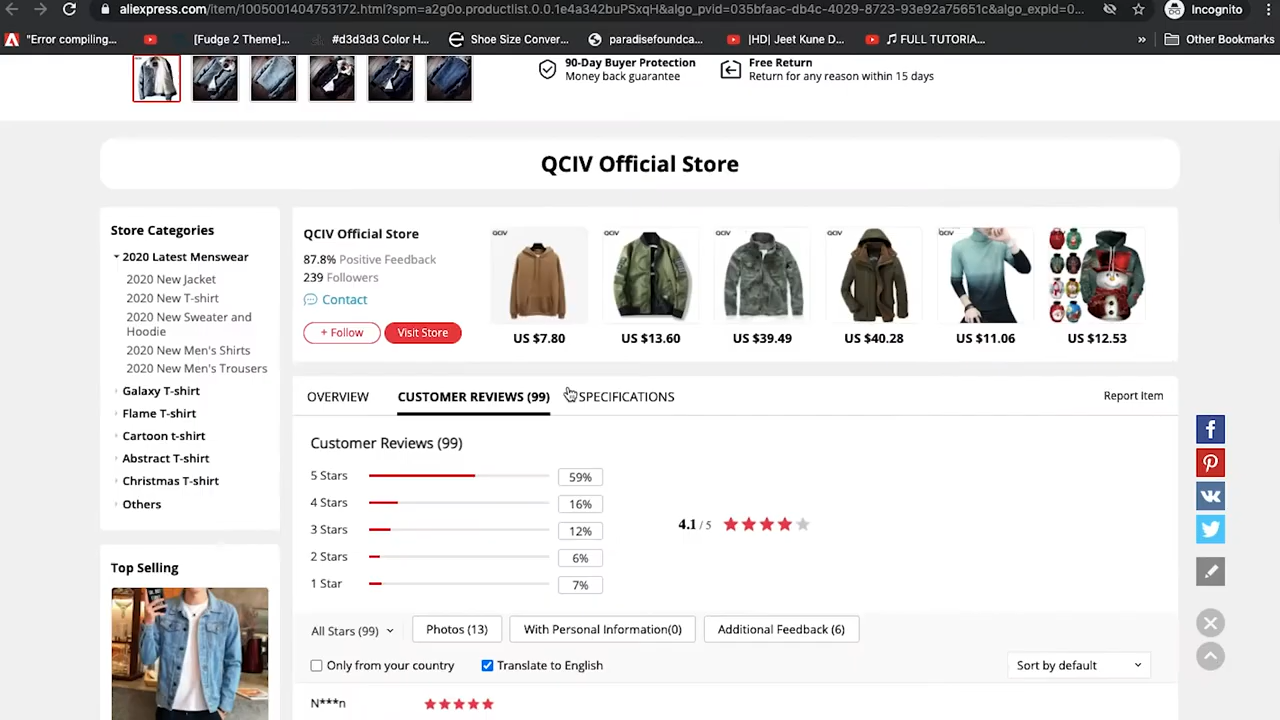 aliexpress.com/item/1005001404753172.html?spm=a2g0o.productlist.0.0.1e4a342buPSxqH&algo_pvid=035bfaac-db4c-4029-8723-93e92a75651c&algo_expid=0...
Incognito
"Error compiling...
[Fudge 2 Theme]...
#d3d3d3 Color H...
Shoe Size Conver...
paradisefoundca...
|HD| Jeet Kune D...
♫ FULL TUTORIA...
»
Other Bookmarks
90-Day Buyer Protection
Money back guarantee
Free Return
Return for any reason within 15 days
QCIV Official Store
Store Categories
2020 Latest Menswear
2020 New Jacket
2020 New T-shirt
2020 New Sweater and
Hoodie
2020 New Men's Shirts
2020 New Men's Trousers
Galaxy T-shirt
Flame T-shirt
Cartoon t-shirt
Abstract T-shirt
Christmas T-shirt
Others
Top Selling
QCIV Official Store
87.8% Positive Feedback
239 Followers
Contact
+ Follow
Visit Store
QCIV
QCIV
QCIV
QCIV
QCIV
US $7.80
US $13.60
US $39.49
US $40.28
US $11.06
US $12.53
OVERVIEW
CUSTOMER REVIEWS (99)
SPECIFICATIONS
Report Item
Customer Reviews (99)
5 Stars 59%
4 Stars 16%
3 Stars 12%
2 Stars 6%
1 Star 7%
4.1 / 5
All Stars (99)
Photos (13)
With Personal Information(0)
Additional Feedback (6)
Only from your country
Translate to English
Sort by default
N***n